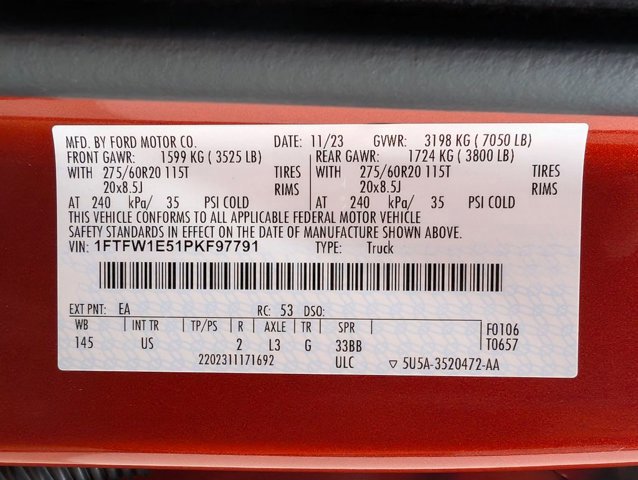 MFD. BY FORD MOTOR CO. DATE: 11/23 GVWR: 3198 KG ( 7050 LB)
FRONT GAWR: 1599 KG ( 3525 LB) REAR GAWR: 1724 KG ( 3800 LB)
WITH 275/60R20 115T TIRES WITH 275/60R20 115T TIRES
20x8.5J RIMS 20x8.5J RIMS
AT 240 kPa/ 35 PSI COLD AT 240 kPa/ 35 PSI COLD
THIS VEHICLE CONFORMS TO ALL APPLICABLE FEDERAL MOTOR VEHICLE
SAFETY STANDARDS IN EFFECT ON THE DATE OF MANUFACTURE SHOWN ABOVE.
VIN: 1FTFW1E51PKF97791 TYPE: Truck
EXT PNT: EA RC: 53 DSO:
WB INT TR TP/PS R AXLE TR SPR F0106
145 US 2 L3 G 33BB T0657
2202311171692 ULC ▽ 5U5A-3520472-AA